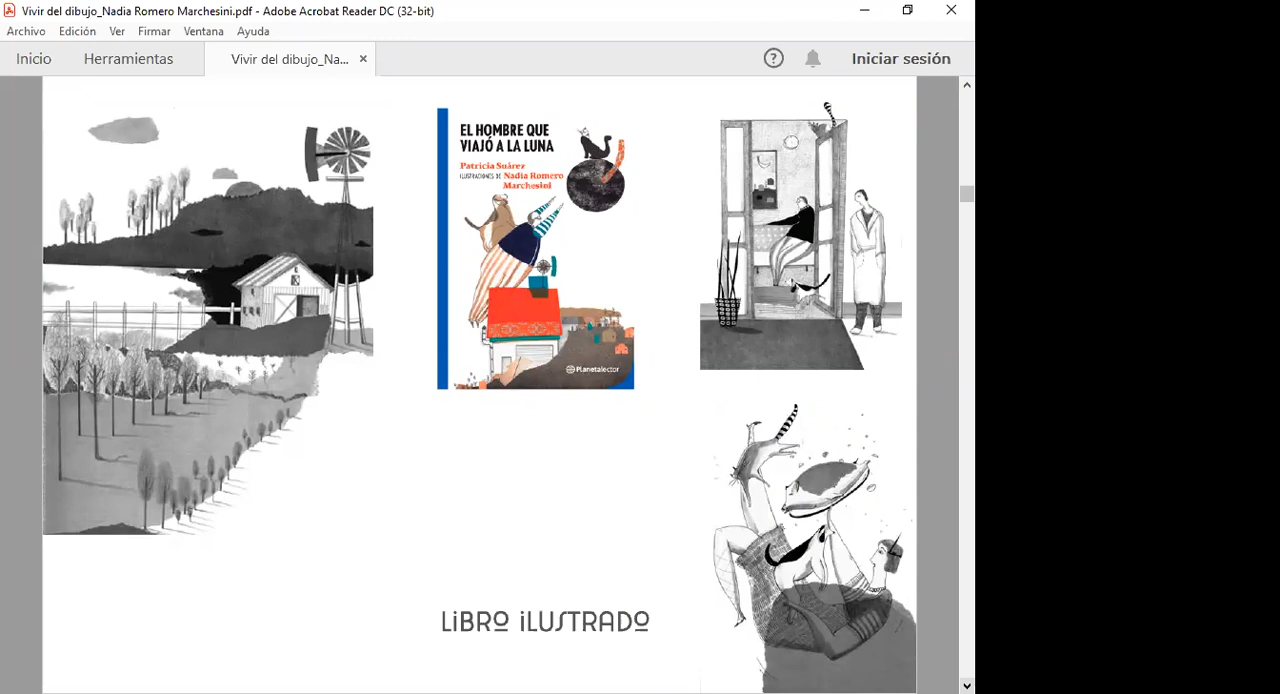 Vivir del dibujo_Nadia Romero Marchesini.pdf - Adobe Acrobat Reader DC (32-bit)
Archivo Edición Ver Firmar Ventana Ayuda
Inicio Herramientas Vivir del dibujo_Na... × Iniciar sesión
EL HOMBRE QUE
VIAJÓ A LA LUNA
Patricia Suárez
ILUSTRACIONES DE Nadia Romero
Marchesini
Planetalector
LIBRO ILUSTRADO